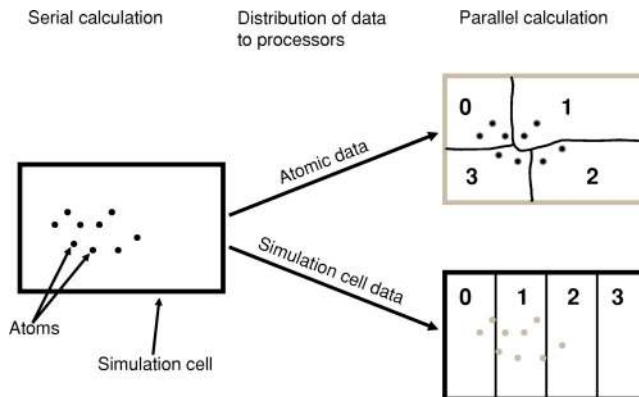 Serial calculation
Distribution of data
to processors
Parallel calculation
0 1
3 2
Atomic data
Simulation cell data
0 1 2 3
Atoms
Simulation cell